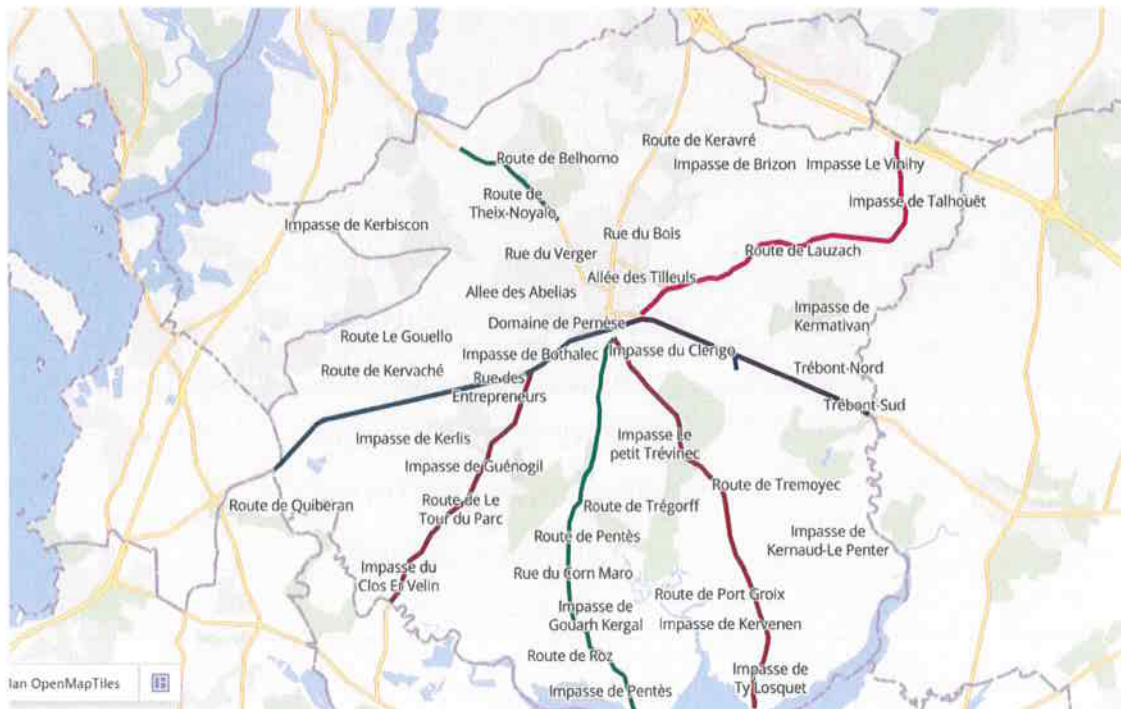 Route de Keravré
Route de Belhorno
Impasse de Brizon
Impasse Le Vinihy
Route de
Theix-Noyalo
Impasse de Talhouët
Impasse de Kerbiscon
Rue du Bois
Rue du Verger
Route de Lauzach
Allée des Tilleuls
Allee des Abelias
Impasse de
Kermativan
Domaine de Pernèse
Route Le Gouello
Impasse de Bothalec
Impasse du Clerigo
Route de Kervaché
Trébont-Nord
Rue des
Entrepreneurs
Trébont-Sud
Impasse de Kerlis
Impasse Le
petit Trévinec
Impasse de Guénogil
Route de Tremoyec
Route de Quiberan
Route de Le
Tour du Parc
Route de Trégorff
Route de Pentès
Impasse de
Kernaud-Le Penter
Impasse du
Clos Er Velin
Rue du Corn Maro
Route de Port Groix
Impasse de
Gouarh Kergal
Impasse de Kervenen
Route de Roz
Impasse de
Ty Losquet
lan OpenMapTiles
Impasse de Pentès